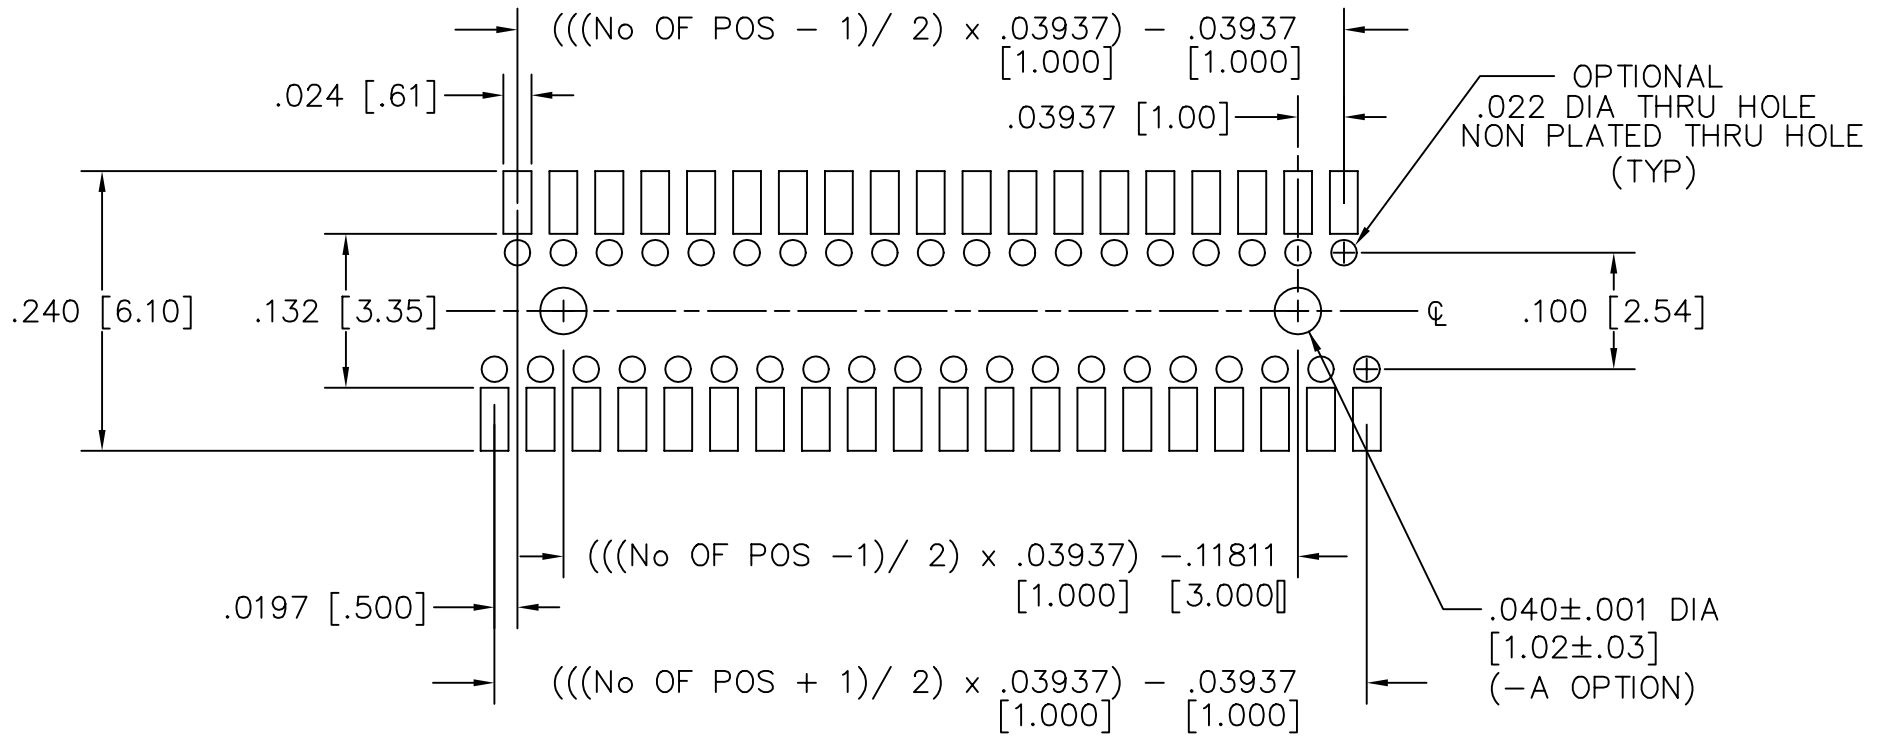 (((No OF POS - 1)/ 2) x .03937) - .03937
[1.000] [1.000]
.024 [.61]
.03937 [1.00]
OPTIONAL
.022 DIA THRU HOLE
NON PLATED THRU HOLE
(TYP)
.240 [6.10]
.132 [3.35]
℄
.100 [2.54]
(((No OF POS -1)/ 2) x .03937) -.11811
[1.000] [3.000]
.0197 [.500]
.040±.001 DIA
[1.02±.03]
(-A OPTION)
(((No OF POS + 1)/ 2) x .03937) - .03937
[1.000] [1.000]